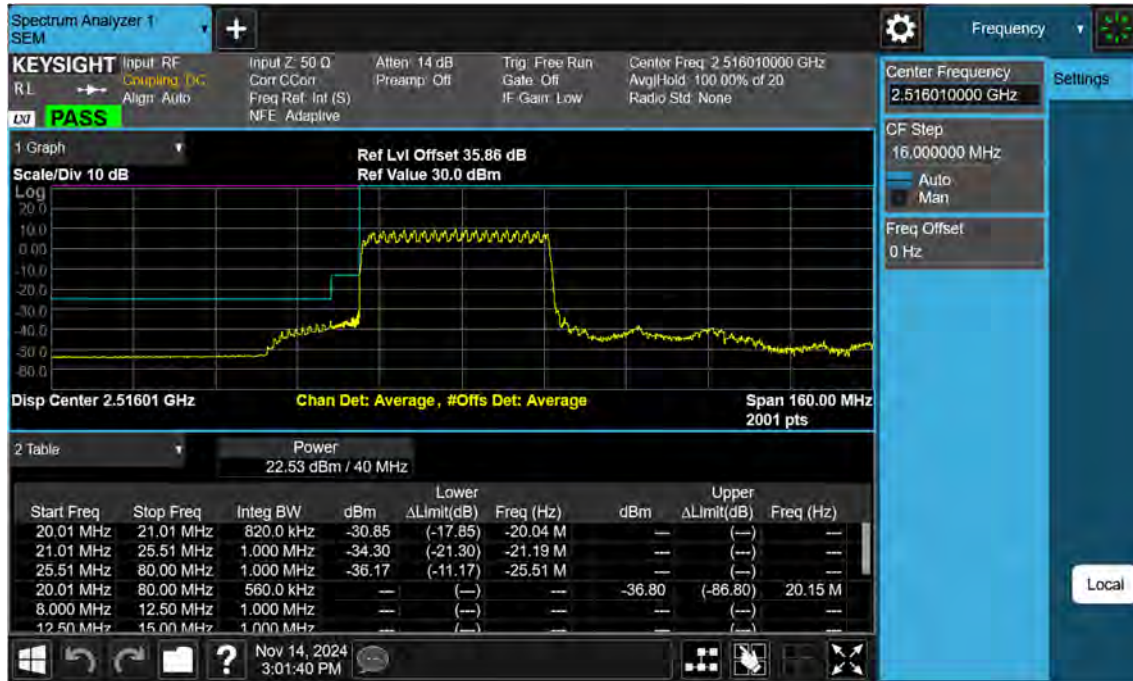 Spectrum Analyzer 1
SEM
+
Frequency
KEYSIGHT
Input: RF
Input Z: 50 Ω
Atten: 14 dB
Trig: Free Run
Center Freq: 2.516010000 GHz
RL
Coupling: DC
Corr CCorr
Preamp: Off
Gate: Off
Avg|Hold: 100.00% of 20
Align: Auto
Freq Ref: Int (S)
IF Gain: Low
Radio Std: None
LXI
PASS
NFE: Adaptive
Center Frequency
2.516010000 GHz
Settings
CF Step
16.000000 MHz
Auto
Man
Freq Offset
0 Hz
1 Graph
Ref Lvl Offset 35.86 dB
Scale/Div 10 dB
Ref Value 30.0 dBm
Log
20.0
10.0
0.00
-10.0
-20.0
-30.0
-40.0
-50.0
-60.0
Disp Center 2.51601 GHz
Chan Det: Average, #Offs Det: Average
Span 160.00 MHz
2001 pts
2 Table
Power
22.53 dBm / 40 MHz
Lower Upper
Start Freq Stop Freq Integ BW dBm ΔLimit(dB) Freq (Hz) dBm ΔLimit(dB) Freq (Hz)
20.01 MHz 21.01 MHz 820.0 kHz -30.85 (-17.85) -20.04 M --- (---) ---
21.01 MHz 25.51 MHz 1.000 MHz -34.30 (-21.30) -21.19 M --- (---) ---
25.51 MHz 80.00 MHz 1.000 MHz -36.17 (-11.17) -25.51 M --- (---) ---
20.01 MHz 80.00 MHz 560.0 kHz --- (---) --- -36.80 (-86.80) 20.15 M
8.000 MHz 12.50 MHz 1.000 MHz --- (---) --- --- (---) ---
12.50 MHz 15.00 MHz 1.000 MHz --- (---) --- --- (---) ---
Local
?
Nov 14, 2024
3:01:40 PM